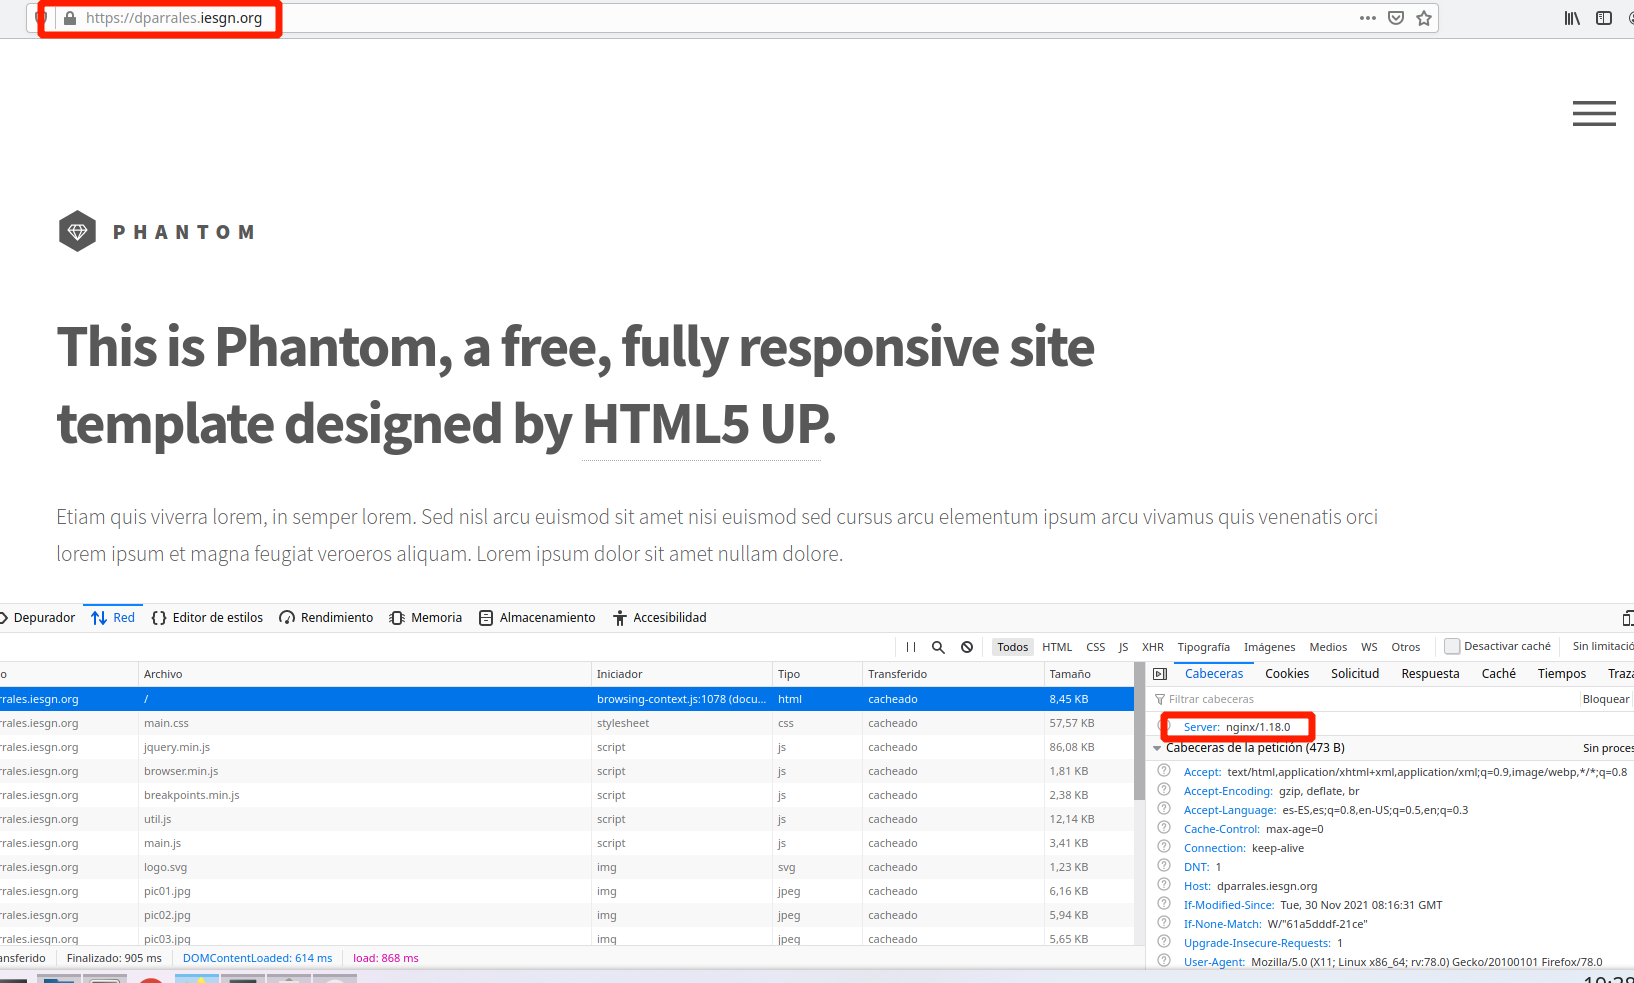 https://dparrales.iesgn.org
PHANTOM
This is Phantom, a free, fully responsive site
template designed by HTML5 UP.
Etiam quis viverra lorem, in semper lorem. Sed nisl arcu euismod sit amet nisi euismod sed cursus arcu elementum ipsum arcu vivamus quis venenatis orci
lorem ipsum et magna feugiat veroeros aliquam. Lorem ipsum dolor sit amet nullam dolore.
Depurador Red Editor de estilos Rendimiento Memoria Almacenamiento Accesibilidad
Todos HTML CSS JS XHR Tipografía Imágenes Medios WS Otros Desactivar caché Sin limitació
o Archivo Iniciador Tipo Transferido Tamaño
rrales.iesgn.org / browsing-context.js:1078 (docu... html cacheado 8,45 KB
rrales.iesgn.org main.css stylesheet css cacheado 57,57 KB
rrales.iesgn.org jquery.min.js script js cacheado 86,08 KB
rrales.iesgn.org browser.min.js script js cacheado 1,81 KB
rrales.iesgn.org breakpoints.min.js script js cacheado 2,38 KB
rrales.iesgn.org util.js script js cacheado 12,14 KB
rrales.iesgn.org main.js script js cacheado 3,41 KB
rrales.iesgn.org logo.svg img svg cacheado 1,23 KB
rrales.iesgn.org pic01.jpg img jpeg cacheado 6,16 KB
rrales.iesgn.org pic02.jpg img jpeg cacheado 5,94 KB
rrales.iesgn.org pic03.jpg img jpeg cacheado 5,65 KB
ansferido Finalizado: 905 ms DOMContentLoaded: 614 ms load: 868 ms
Cabeceras Cookies Solicitud Respuesta Caché Tiempos Traza
Filtrar cabeceras Bloquear
Server: nginx/1.18.0
Cabeceras de la petición (473 B) Sin proces
Accept: text/html,application/xhtml+xml,application/xml;q=0.9,image/webp,*/*;q=0.8
Accept-Encoding: gzip, deflate, br
Accept-Language: es-ES,es;q=0.8,en-US;q=0.5,en;q=0.3
Cache-Control: max-age=0
Connection: keep-alive
DNT: 1
Host: dparrales.iesgn.org
If-Modified-Since: Tue, 30 Nov 2021 08:16:31 GMT
If-None-Match: W/"61a5dddf-21ce"
Upgrade-Insecure-Requests: 1
User-Agent: Mozilla/5.0 (X11; Linux x86_64; rv:78.0) Gecko/20100101 Firefox/78.0